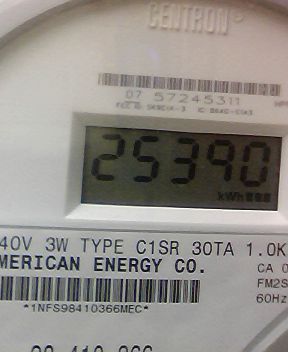 CENTRON®
07 57245311
25390
kWh
40V 3W TYPE C1SR 30TA 1.0K
MERICAN ENERGY CO.
CA 0
FM2S
*1NFS98410366MEC*
60Hz